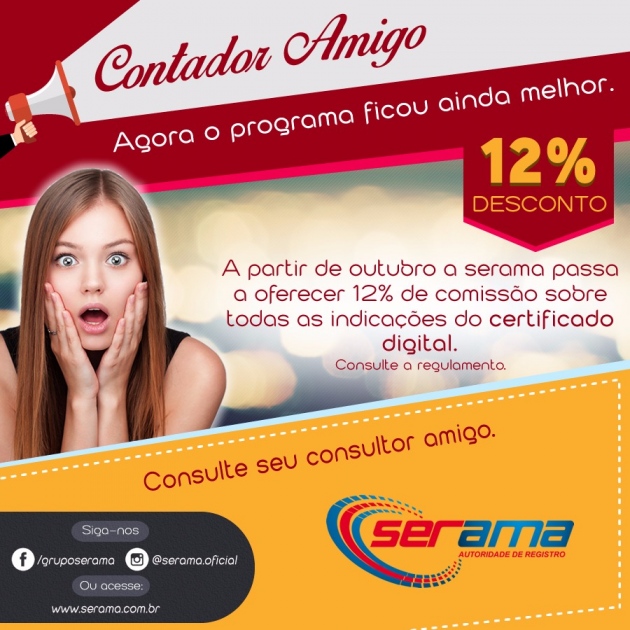 Contador Amigo
Agora o programa ficou ainda melhor.
12%
DESCONTO
A partir de outubro a serama passa
a oferecer 12% de comissão sobre
todas as indicações do certificado
digital.
Consulte a regulamento.
Consulte seu consultor amigo.
serama
AUTORIDADE DE REGISTRO
Siga-nos
f /gruposerama @serama.oficial
Ou acesse:
www.serama.com.br